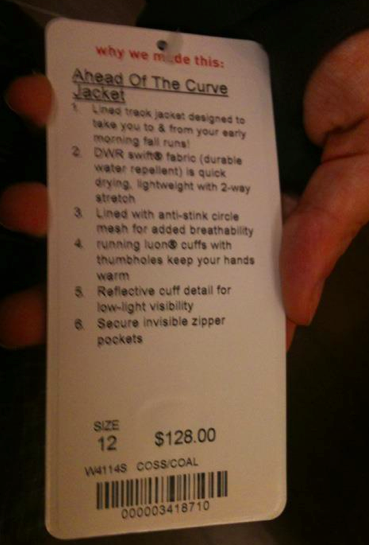 why we made this:
Ahead Of The Curve
Jacket
1. Lined track jacket designed to
take you to & from your early
morning fall runs!
2. DWR swift® fabric (durable
water repellent) is quick
drying, lightweight with 2-way
stretch
3. Lined with anti-stink circle
mesh for added breathability
4. running luon® cuffs with
thumbholes keep your hands
warm
5. Reflective cuff detail for
low-light visibility
6. Secure invisible zipper
pockets
SIZE
12 $128.00
W4114S COSS/COAL
000003418710